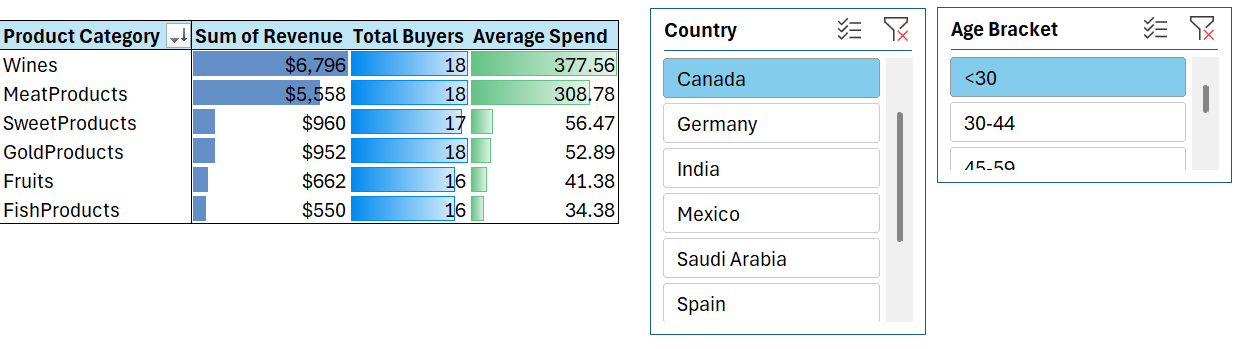 Product Category Sum of Revenue Total Buyers Average Spend
Wines $6,796 18 377.56
MeatProducts $5,558 18 308.78
SweetProducts $960 17 56.47
GoldProducts $952 18 52.89
Fruits $662 16 41.38
FishProducts $550 16 34.38
Country
Canada
Germany
India
Mexico
Saudi Arabia
Spain
Age Bracket
<30
30-44
45-59